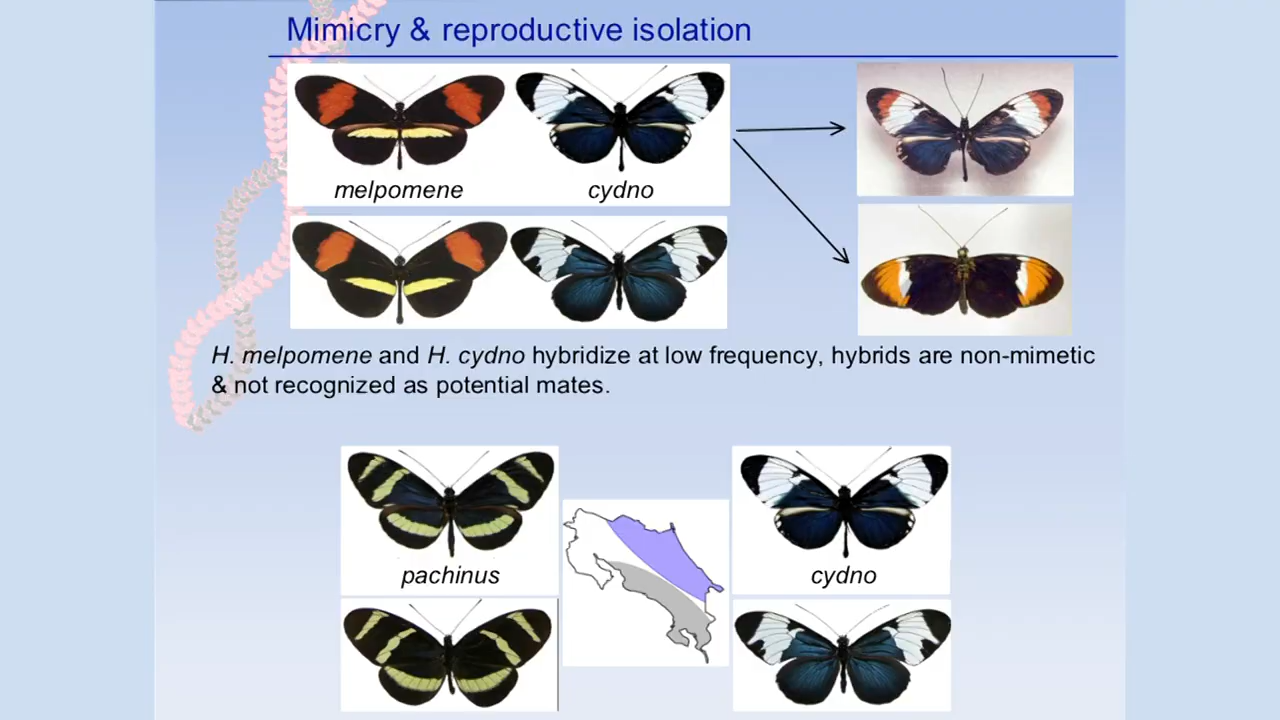 Mimicry & reproductive isolation
melpomene
cydno
H. melpomene and H. cydno hybridize at low frequency, hybrids are non-mimetic
& not recognized as potential mates.
pachinus
cydno